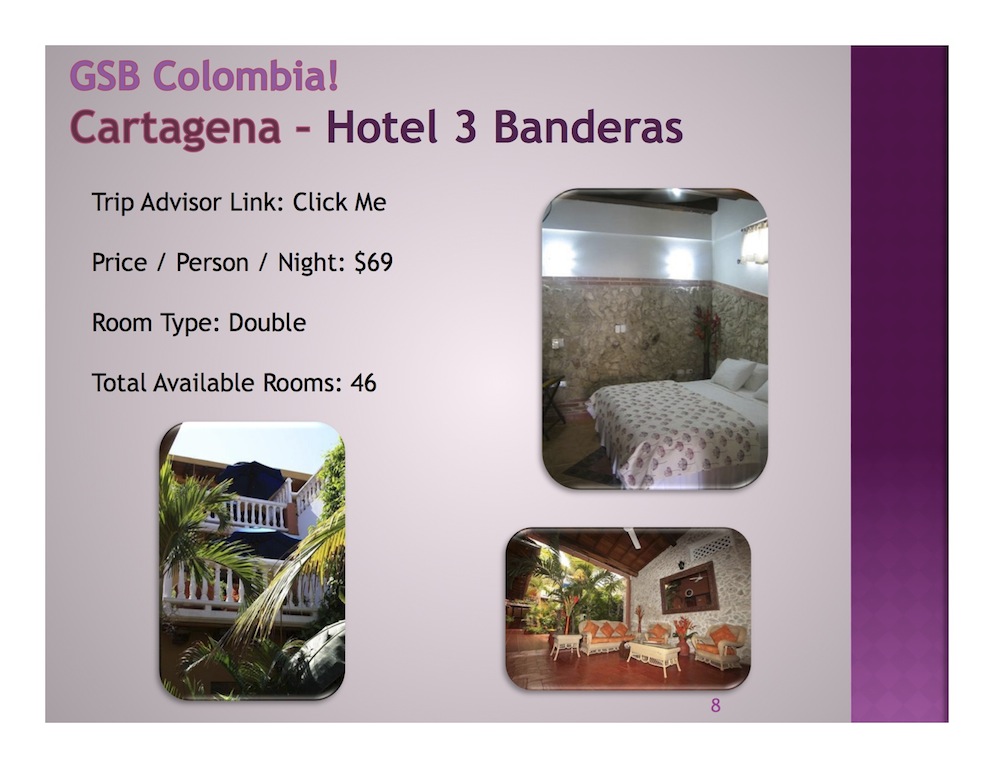 GSB Colombia!
Cartagena - Hotel 3 Banderas
Trip Advisor Link: Click Me
Price / Person / Night: $69
Room Type: Double
Total Available Rooms: 46
8